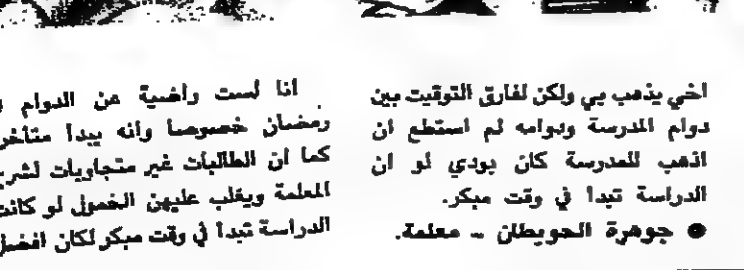 اخي يذهب بي ولكن لفارق التوقيت بين
دوام المدرسة ودوامه لم استطع ان
اذهب للمدرسة كان بودي لو ان
الدراسة تبدأ في وقت مبكر.
● جوهرة الحويطان ـ معلمة.
انا لست راضية عن الدوام
رمضان خصوصا وانه يبدأ متأخر
كما ان الطالبات غير متجاوبات لشرح
المعلمة ويغلب عليهن الخمول لو كانت
الدراسة تبدأ في وقت مبكر لكان افضل